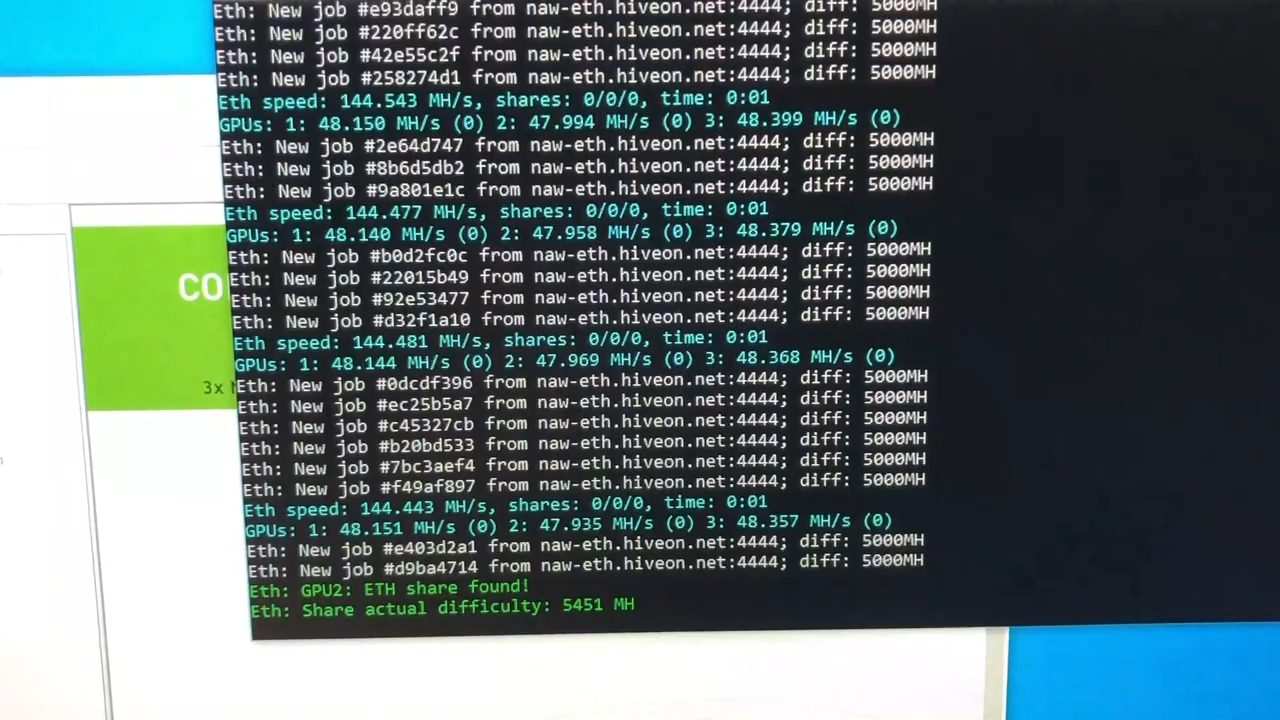 Eth: New job #e93daff9 from naw-eth.hiveon.net:4444; diff: 5000MH
Eth: New job #220ff62c from naw-eth.hiveon.net:4444; diff: 5000MH
Eth: New job #42e55c2f from naw-eth.hiveon.net:4444; diff: 5000MH
Eth: New job #258274d1 from naw-eth.hiveon.net:4444; diff: 5000MH
Eth speed: 144.543 MH/s, shares: 0/0/0, time: 0:01
GPUs: 1: 48.150 MH/s (0) 2: 47.994 MH/s (0) 3: 48.399 MH/s (0)
Eth: New job #2e64d747 from naw-eth.hiveon.net:4444; diff: 5000MH
Eth: New job #8b6d5db2 from naw-eth.hiveon.net:4444; diff: 5000MH
Eth: New job #9a801e1c from naw-eth.hiveon.net:4444; diff: 5000MH
Eth speed: 144.477 MH/s, shares: 0/0/0, time: 0:01
GPUs: 1: 48.140 MH/s (0) 2: 47.958 MH/s (0) 3: 48.379 MH/s (0)
Eth: New job #b0d2fc0c from naw-eth.hiveon.net:4444; diff: 5000MH
Eth: New job #22015b49 from naw-eth.hiveon.net:4444; diff: 5000MH
Eth: New job #92e53477 from naw-eth.hiveon.net:4444; diff: 5000MH
Eth: New job #d32f1a10 from naw-eth.hiveon.net:4444; diff: 5000MH
Eth speed: 144.481 MH/s, shares: 0/0/0, time: 0:01
GPUs: 1: 48.144 MH/s (0) 2: 47.969 MH/s (0) 3: 48.368 MH/s (0)
Eth: New job #0dcdf396 from naw-eth.hiveon.net:4444; diff: 5000MH
Eth: New job #ec25b5a7 from naw-eth.hiveon.net:4444; diff: 5000MH
Eth: New job #c45327cb from naw-eth.hiveon.net:4444; diff: 5000MH
Eth: New job #b20bd533 from naw-eth.hiveon.net:4444; diff: 5000MH
Eth: New job #7bc3aef4 from naw-eth.hiveon.net:4444; diff: 5000MH
Eth: New job #f49af897 from naw-eth.hiveon.net:4444; diff: 5000MH
Eth speed: 144.443 MH/s, shares: 0/0/0, time: 0:01
GPUs: 1: 48.151 MH/s (0) 2: 47.935 MH/s (0) 3: 48.357 MH/s (0)
Eth: New job #e403d2a1 from naw-eth.hiveon.net:4444; diff: 5000MH
Eth: New job #d9ba4714 from naw-eth.hiveon.net:4444; diff: 5000MH
Eth: GPU2: ETH share found!
Eth: Share actual difficulty: 5451 MH
CO
3x